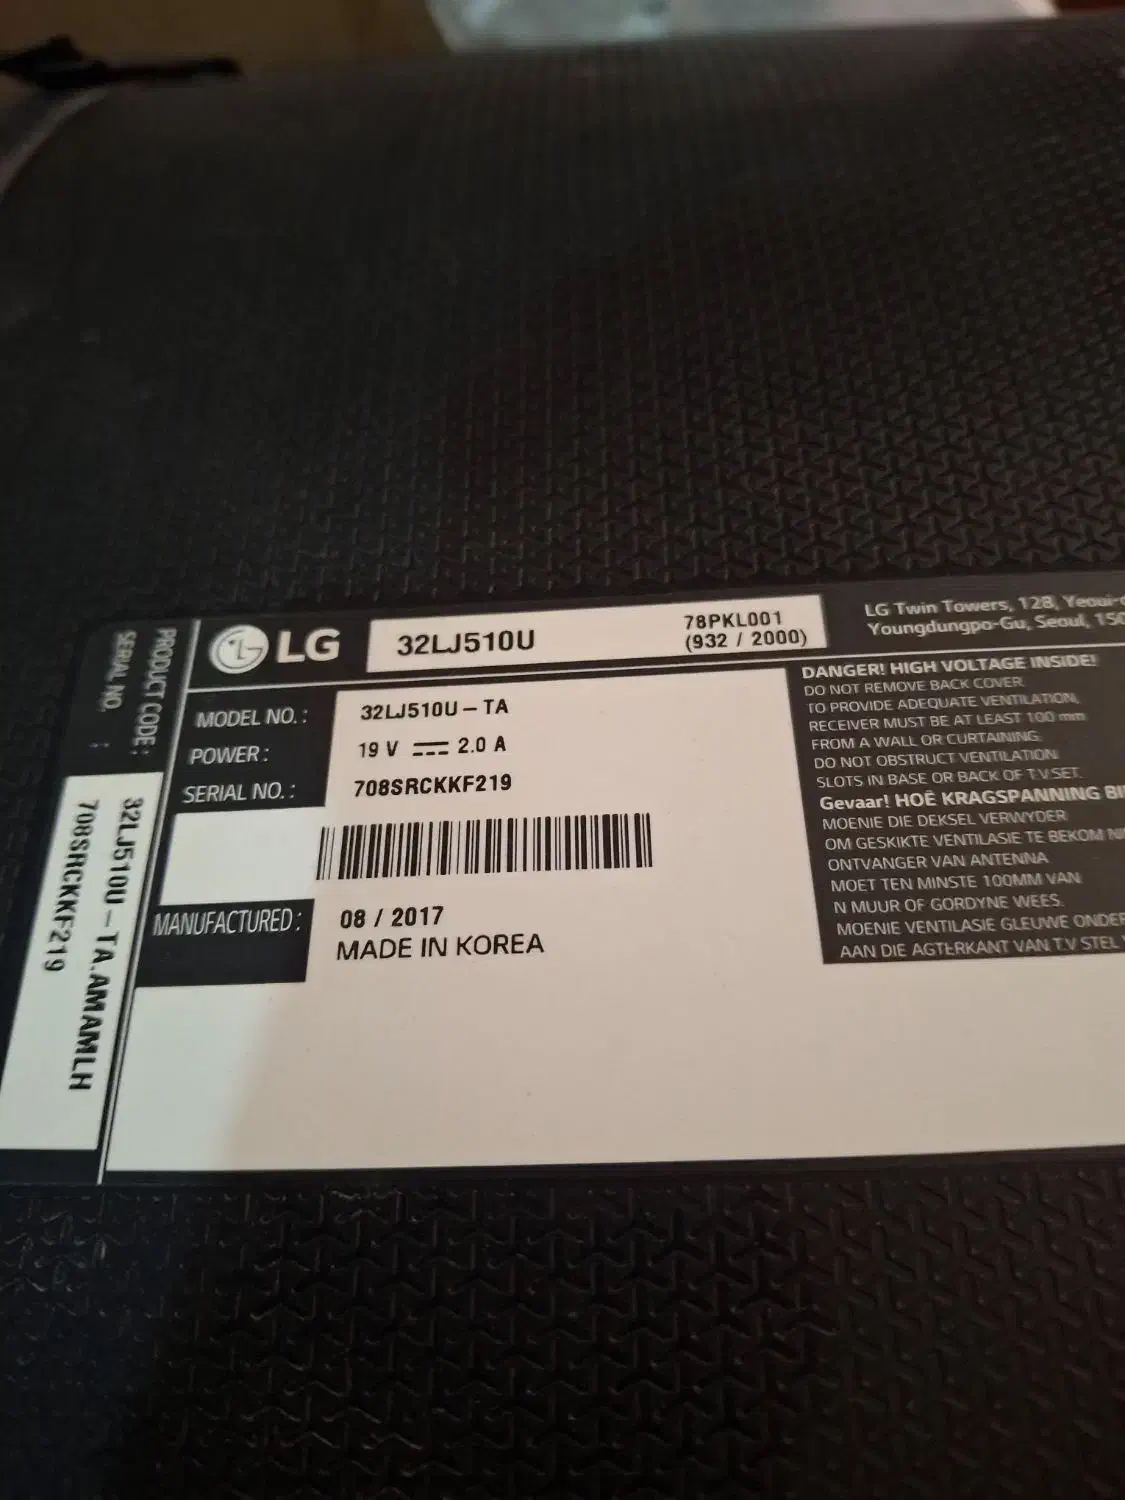 LG
32LJ510U
78PKL001
(932 / 2000)
LG Twin Towers, 128,
Youngdungpo-Gu, Seoul,
MODEL NO. : 32LJ510U – TA
POWER : 19 V 2.0 A
SERIAL NO. : 708SRCKKF219
MANUFACTURED : 08 / 2017
MADE IN KOREA
DANGER! HIGH VOLTAGE INSIDE!
DO NOT REMOVE BACK COVER.
TO PROVIDE ADEQUATE VENTILATION,
RECEIVER MUST BE AT LEAST 100 mm
FROM A WALL OR CURTAINING.
DO NOT OBSTRUCT VENTILATION
SLOTS IN BASE OR BACK OF T.V.SET.
Gevaar! HOË KRAGSPANNING
MOENIE DIE DEKSEL VERWYDER
OM GESKIKTE VENTILASIE TE BEKOM
ONTVANGER VAN ANTENNA
MOET TEN MINSTE 100MM VAN
N MUUR OF GORDYNE WEES.
MOENIE VENTILASIE GLEUWE ONDER
AAN DIE AGTERKANT VAN T.V STEL
PRODUCT CODE : 32LJ510U – TA.AMAMLH
SERIAL NO. : 708SRCKKF219